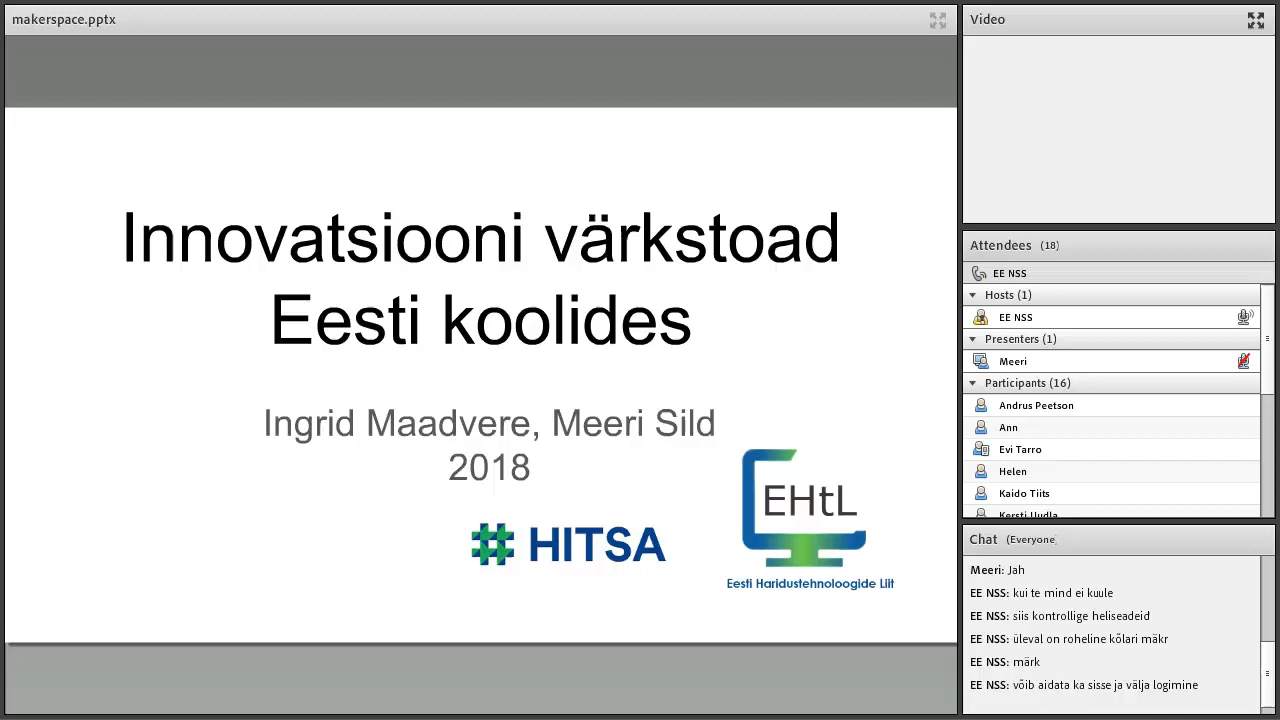 makerspace.pptx
Innovatsiooni värkstoad
Eesti koolides
Ingrid Maadvere, Meeri Sild
2018
HITSA
EHtL
Eesti Haridustehnoloogide Liit
Video
Attendees (18)
EE NSS
Hosts (1)
EE NSS
Presenters (1)
Meeri
Participants (16)
Andrus Peetson
Ann
Evi Tarro
Helen
Kaido Tiits
Kersti Uudla
Chat (Everyone)
Meeri: Jah
EE NSS: kui te mind ei kuule
EE NSS: siis kontrollige heliseadeid
EE NSS: üleval on roheline kõlari mäkr
EE NSS: märk
EE NSS: võib aidata ka sisse ja välja logimine